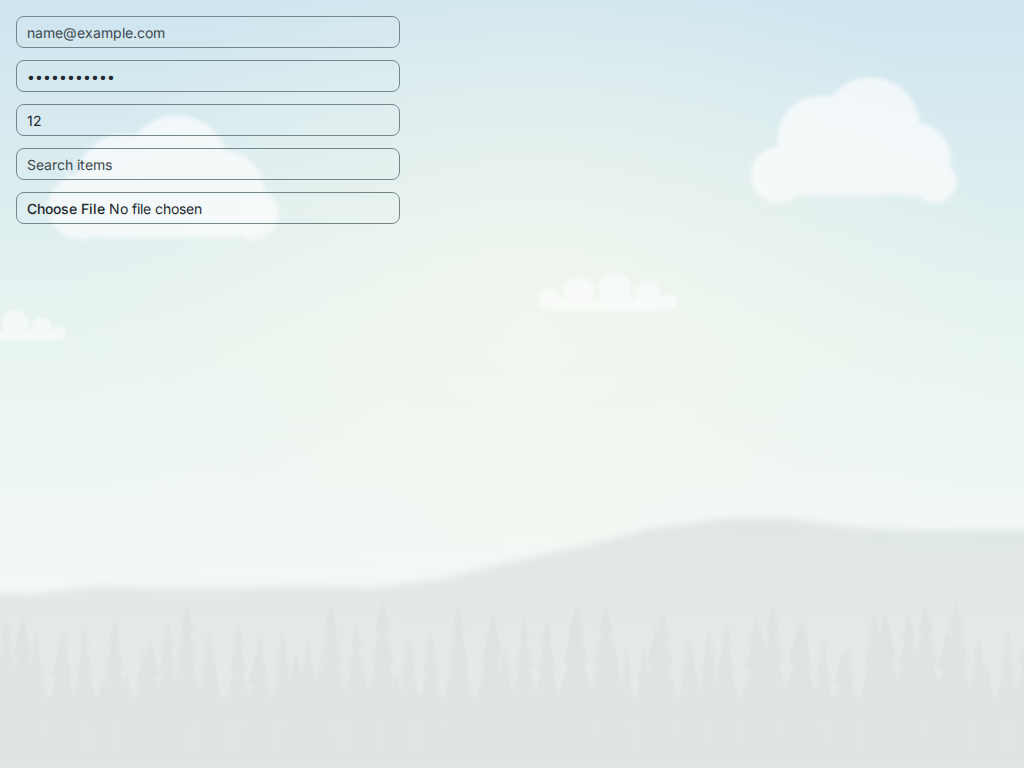 name@example.com
•••••••••••
12
Search items
Choose File No file chosen